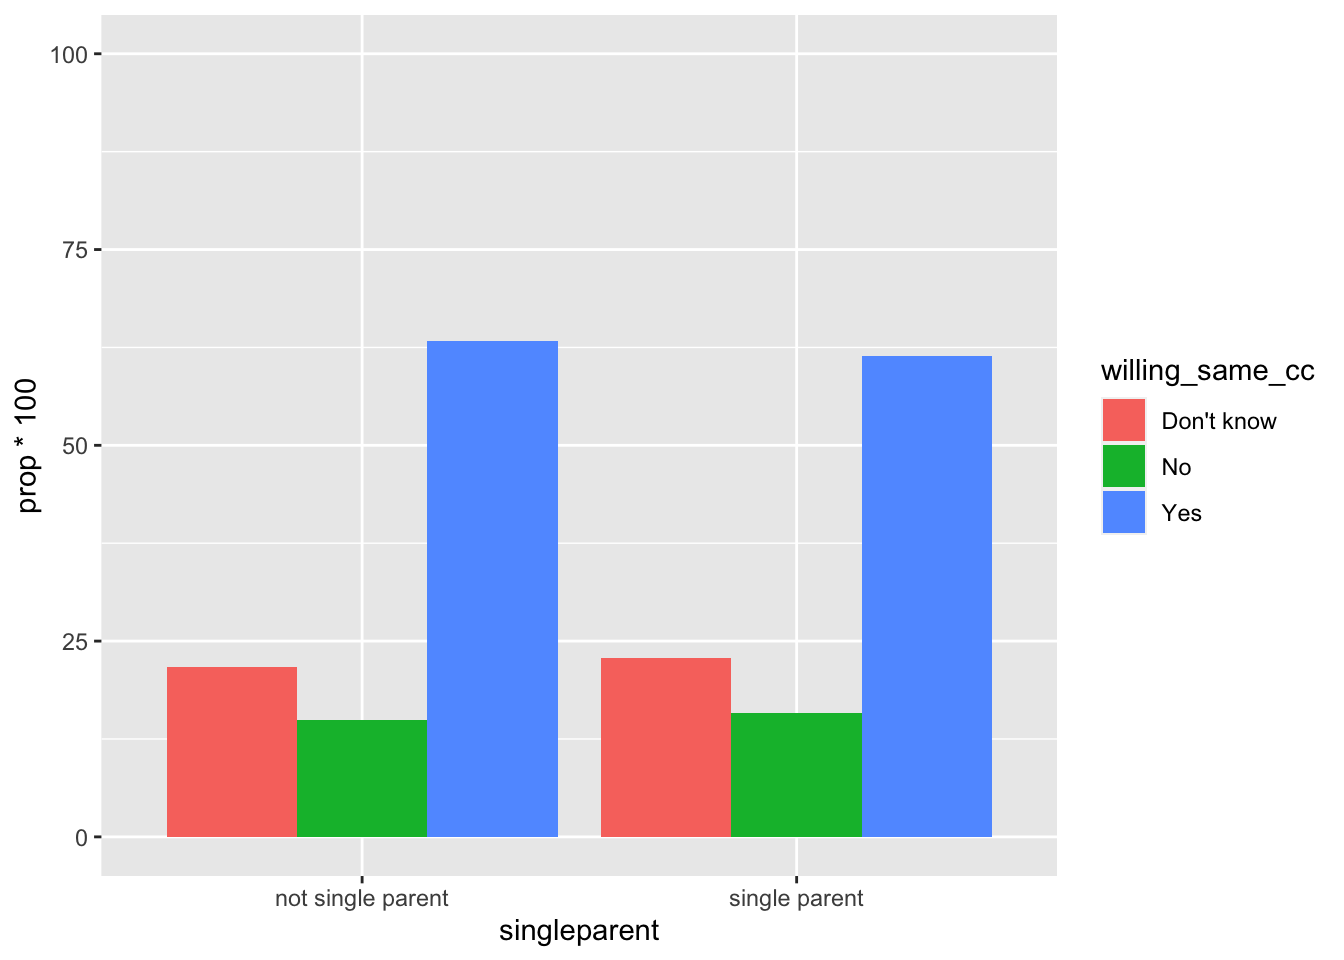 100
75
50
25
0
prop * 100
not single parent
single parent
singleparent
willing_same_cc
Don't know
No
Yes